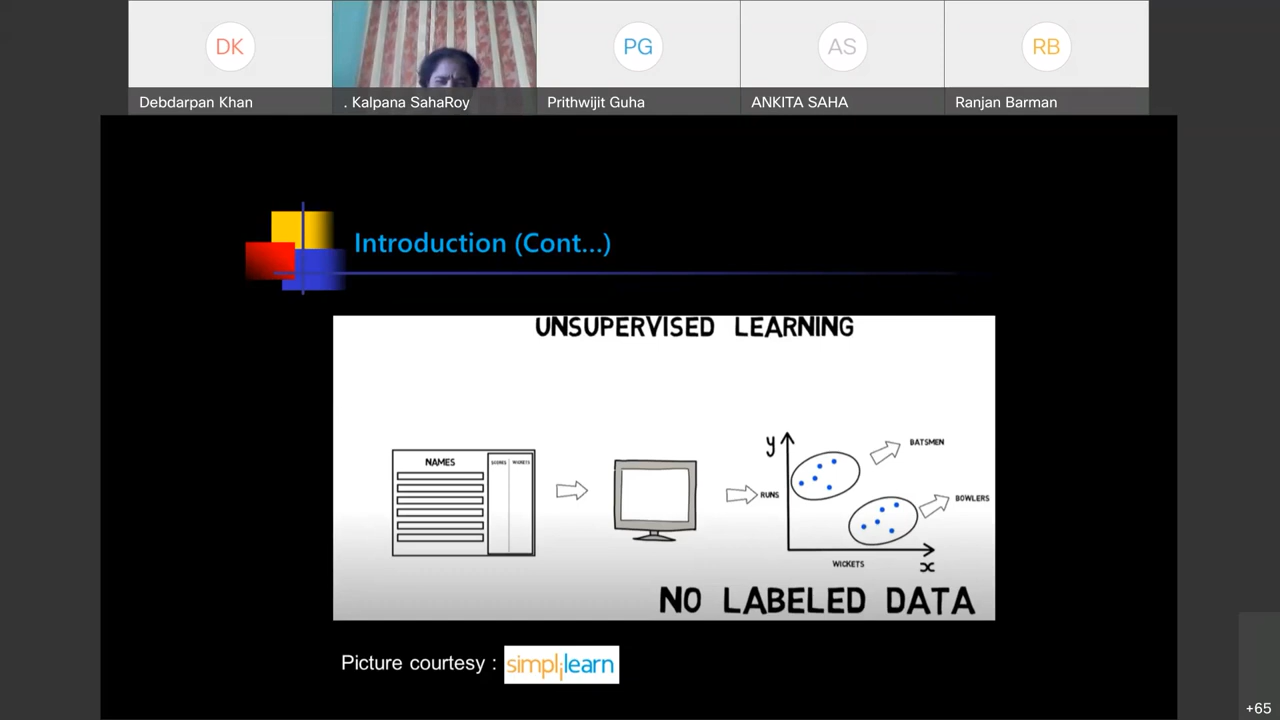 DK
PG
AS
RB
Debdarpan Khan
. Kalpana SahaRoy
Prithwijit Guha
ANKITA SAHA
Ranjan Barman
Introduction (Cont...)
UNSUPERVISED LEARNING
NAMES
SCORES
WICKETS
y
RUNS
BATSMEN
BOWLERS
WICKETS
x
NO LABELED DATA
Picture courtesy : simplilearn
+65